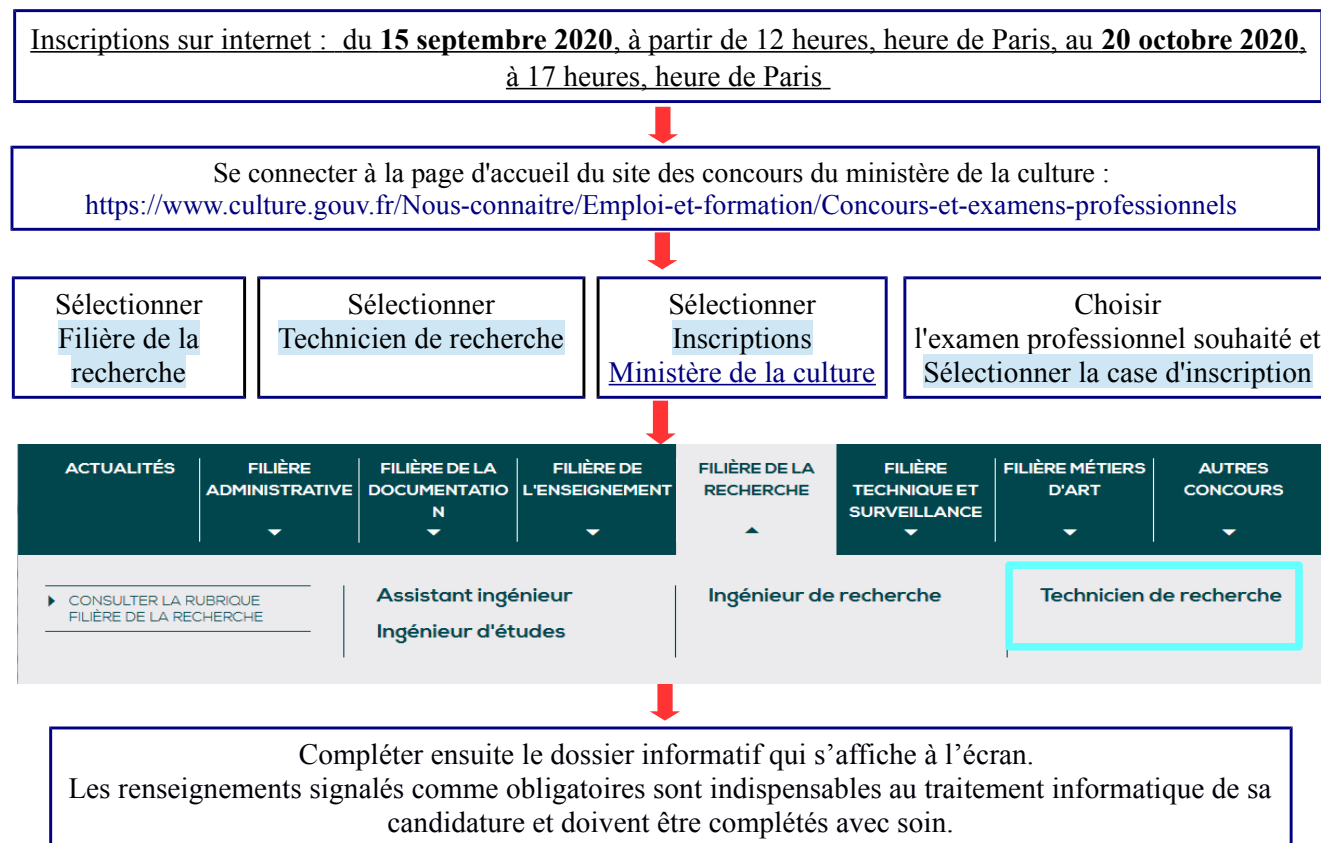 Inscriptions sur internet : du 15 septembre 2020, à partir de 12 heures, heure de Paris, au 20 octobre 2020,
à 17 heures, heure de Paris
Se connecter à la page d'accueil du site des concours du ministère de la culture :
https://www.culture.gouv.fr/Nous-connaitre/Emploi-et-formation/Concours-et-examens-professionnels
Sélectionner
Filière de la
recherche
Sélectionner
Technicien de recherche
Sélectionner
Inscriptions
Ministère de la culture
Choisir
l'examen professionnel souhaité et
Sélectionner la case d'inscription
ACTUALITÉS
FILIÈRE
ADMINISTRATIVE
FILIÈRE DE LA
DOCUMENTATIO
N
FILIÈRE DE
L'ENSEIGNEMENT
FILIÈRE DE LA
RECHERCHE
FILIÈRE
TECHNIQUE ET
SURVEILLANCE
FILIÈRE MÉTIERS
D'ART
AUTRES
CONCOURS
CONSULTER LA RUBRIQUE
FILIÈRE DE LA RECHERCHE
Assistant ingénieur
Ingénieur d'études
Ingénieur de recherche
Technicien de recherche
Compléter ensuite le dossier informatif qui s’affiche à l’écran.
Les renseignements signalés comme obligatoires sont indispensables au traitement informatique de sa
candidature et doivent être complétés avec soin.